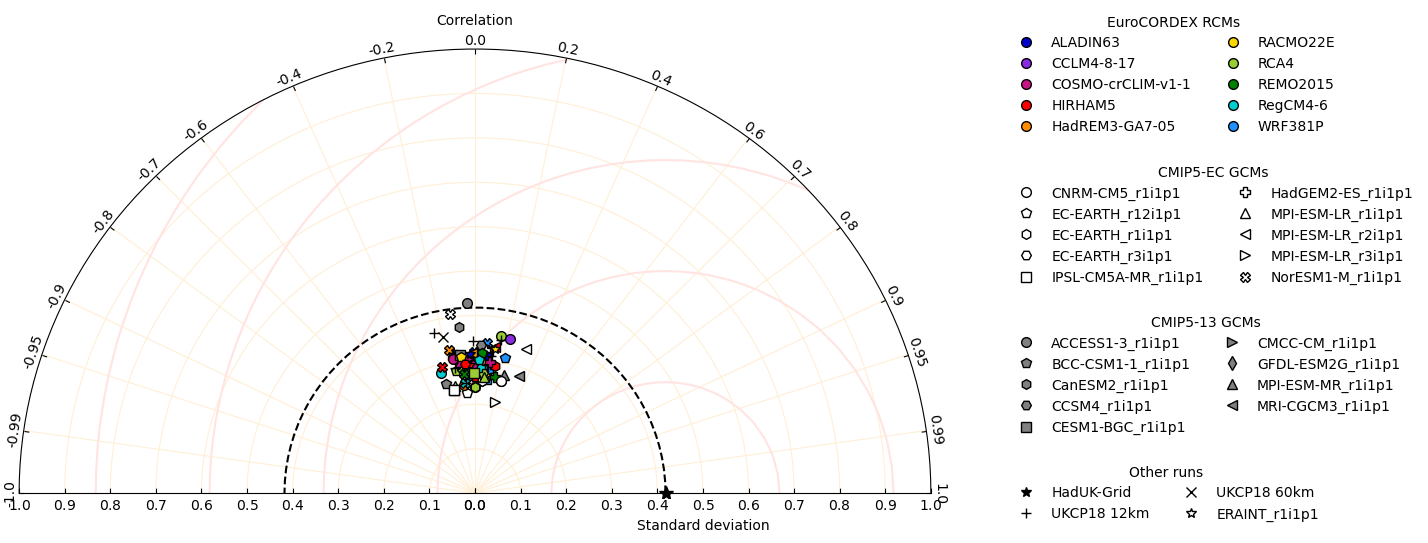 Correlation
-1.0
-0.99
-0.95
-0.9
-0.8
-0.7
-0.6
-0.4
-0.2
0.0
0.2
0.4
0.6
0.7
0.8
0.9
0.95
0.99
1.0
1.0 0.9 0.8 0.7 0.6 0.5 0.4 0.3 0.2 0.1 0.0 0.1 0.2 0.3 0.4 0.5 0.6 0.7 0.8 0.9 1.0
Standard deviation
EuroCORDEX RCMs
ALADIN63 RACMO22E
CCLM4-8-17 RCA4
COSMO-crCLIM-v1-1 REMO2015
HIRHAM5 RegCM4-6
HadREM3-GA7-05 WRF381P
CMIP5-EC GCMs
CNRM-CM5_r1i1p1 HadGEM2-ES_r1i1p1
EC-EARTH_r12i1p1 MPI-ESM-LR_r1i1p1
EC-EARTH_r1i1p1 MPI-ESM-LR_r2i1p1
EC-EARTH_r3i1p1 MPI-ESM-LR_r3i1p1
IPSL-CM5A-MR_r1i1p1 NorESM1-M_r1i1p1
CMIP5-13 GCMs
ACCESS1-3_r1i1p1 CMCC-CM_r1i1p1
BCC-CSM1-1_r1i1p1 GFDL-ESM2G_r1i1p1
CanESM2_r1i1p1 MPI-ESM-MR_r1i1p1
CCSM4_r1i1p1 MRI-CGCM3_r1i1p1
CESM1-BGC_r1i1p1
Other runs
HadUK-Grid UKCP18 60km
UKCP18 12km ERAINT_r1i1p1